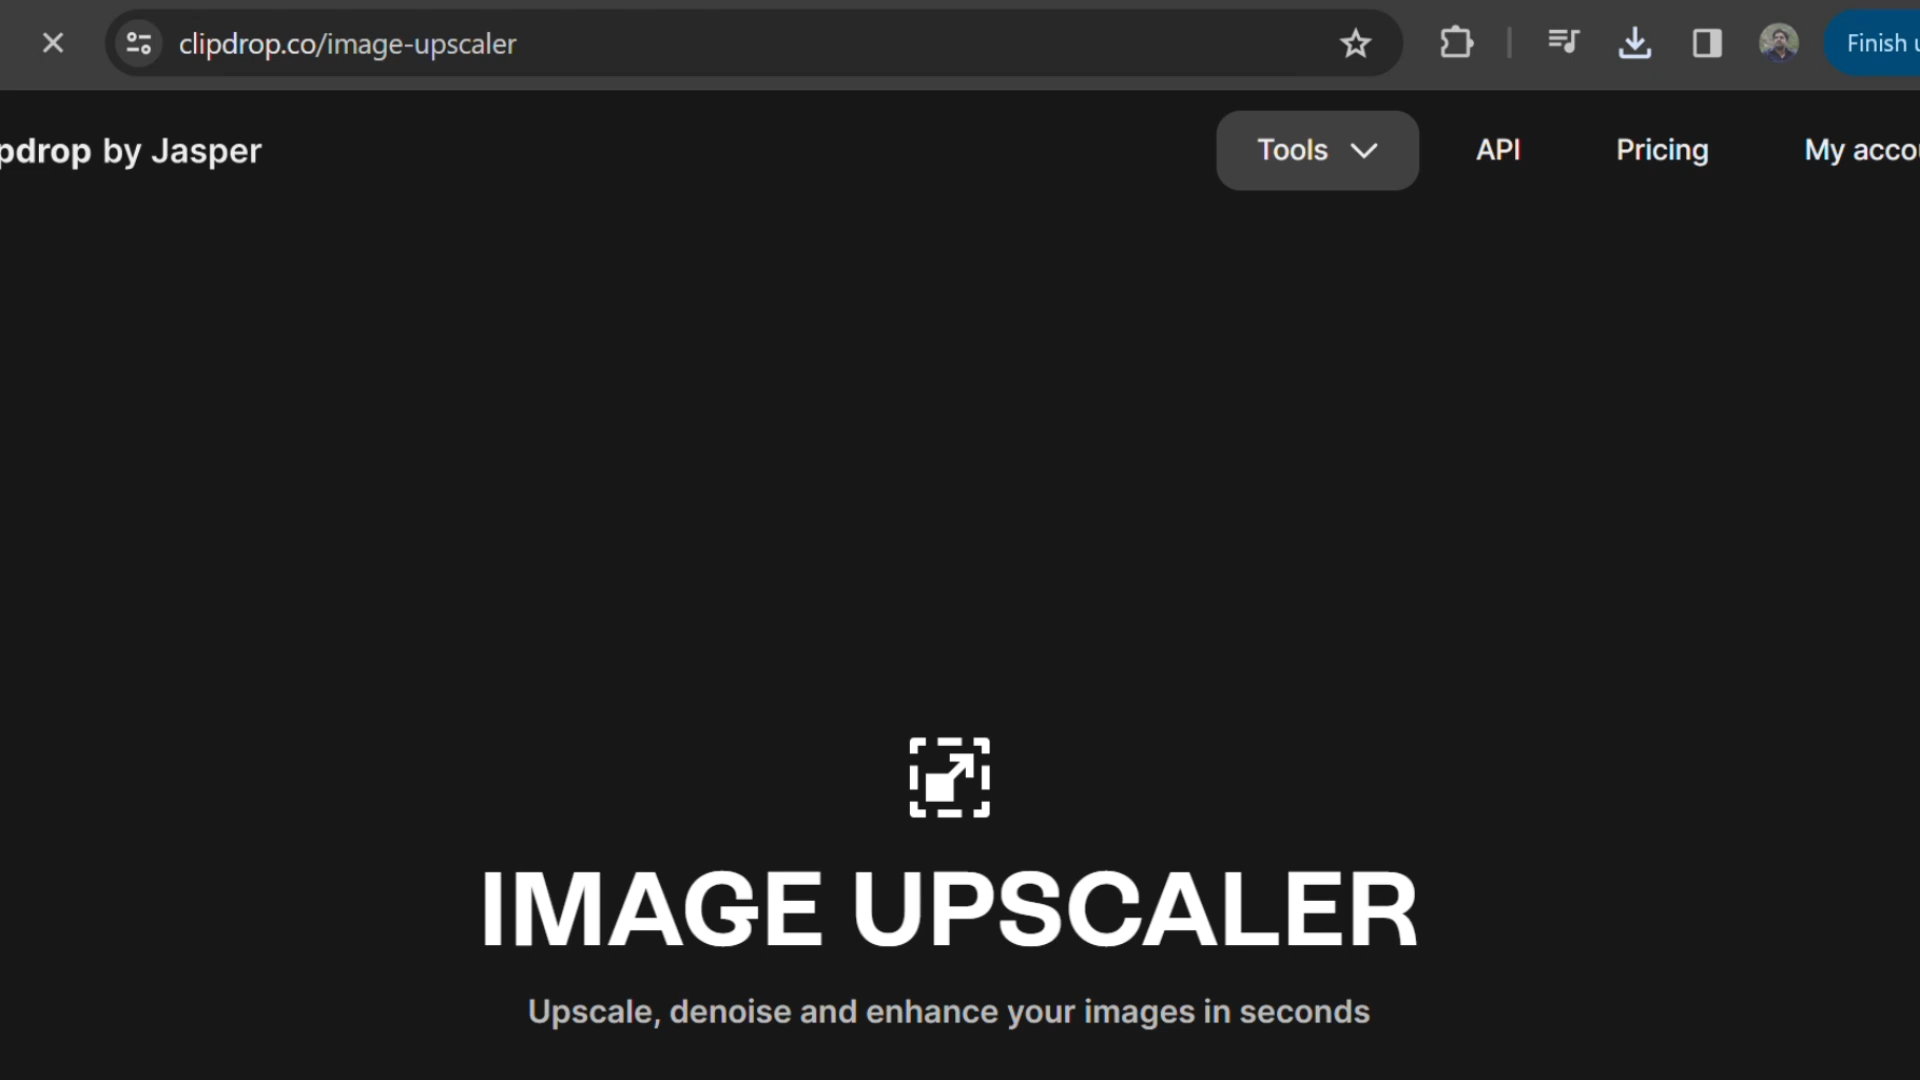 clipdrop.co/image-upscaler
Finish
pdrop by Jasper
Tools
API
Pricing
My acco
IMAGE UPSCALER
Upscale, denoise and enhance your images in seconds